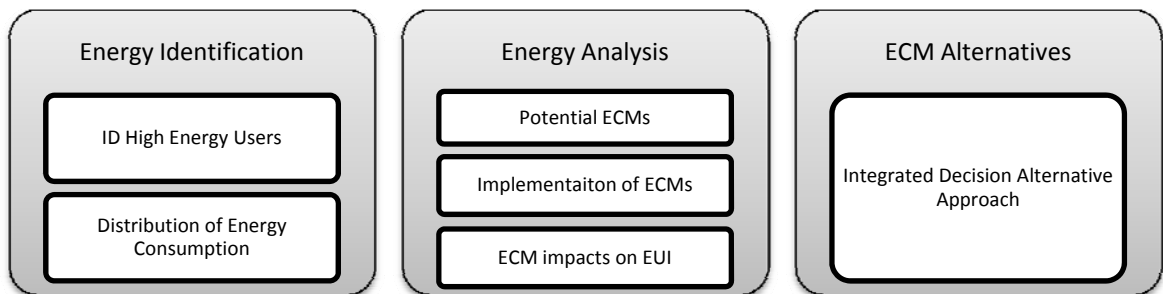 Energy Identification
ID High Energy Users
Distribution of Energy
Consumption
Energy Analysis
Potential ECMs
Implementaiton of ECMs
ECM impacts on EUI
ECM Alternatives
Integrated Decision Alternative
Approach